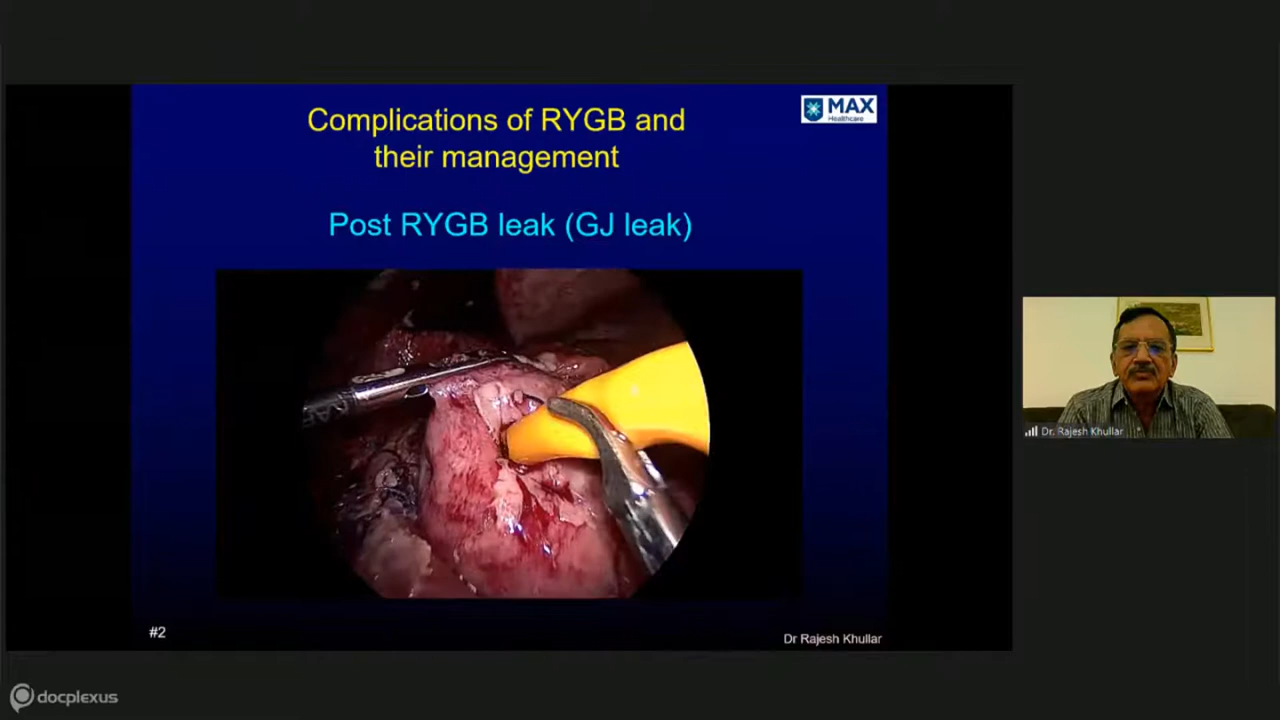 Complications of RYGB and
their management
MAX
Healthcare
Post RYGB leak (GJ leak)
#2
Dr Rajesh Khullar
Dr. Rajesh Khullar
docplexus